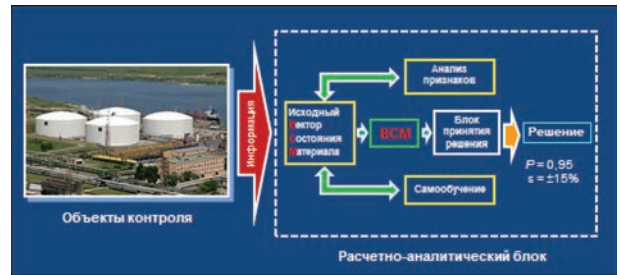 Объекты контроля
Информация
Исходный
Вектор
Состояния
Материала
Анализ
признаков
ВСМ
Блок
принятия
решения
Решение
P = 0,95
ε = ±15%
Самообучение
Расчетно-аналитический блок